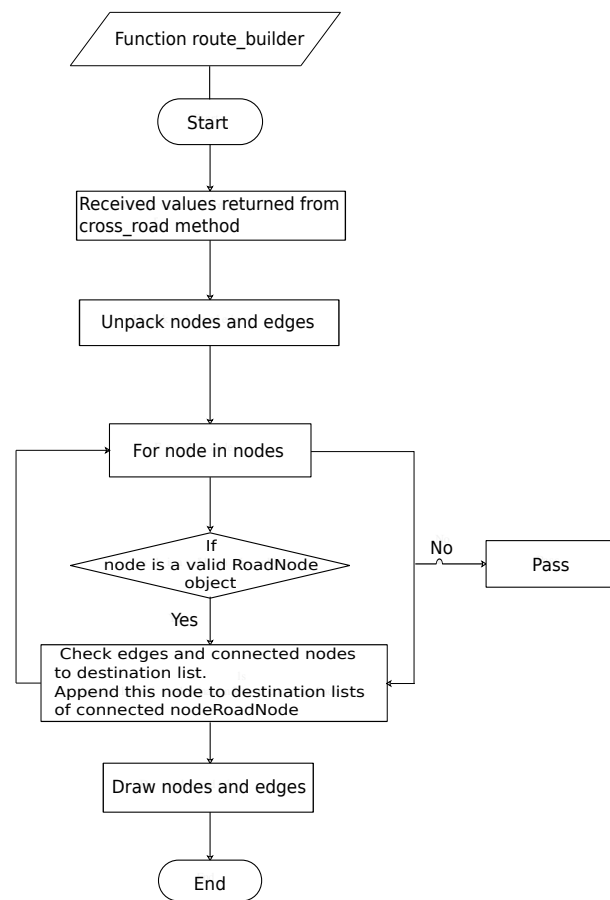 Function route_builder
Start
Received values returned from
cross_road method
Unpack nodes and edges
For node in nodes
If
node is a valid RoadNode
object
No
Pass
Yes
Check edges and connected nodes
to destination list.
Append this node to destination lists
of connected nodeRoadNode
Draw nodes and edges
End